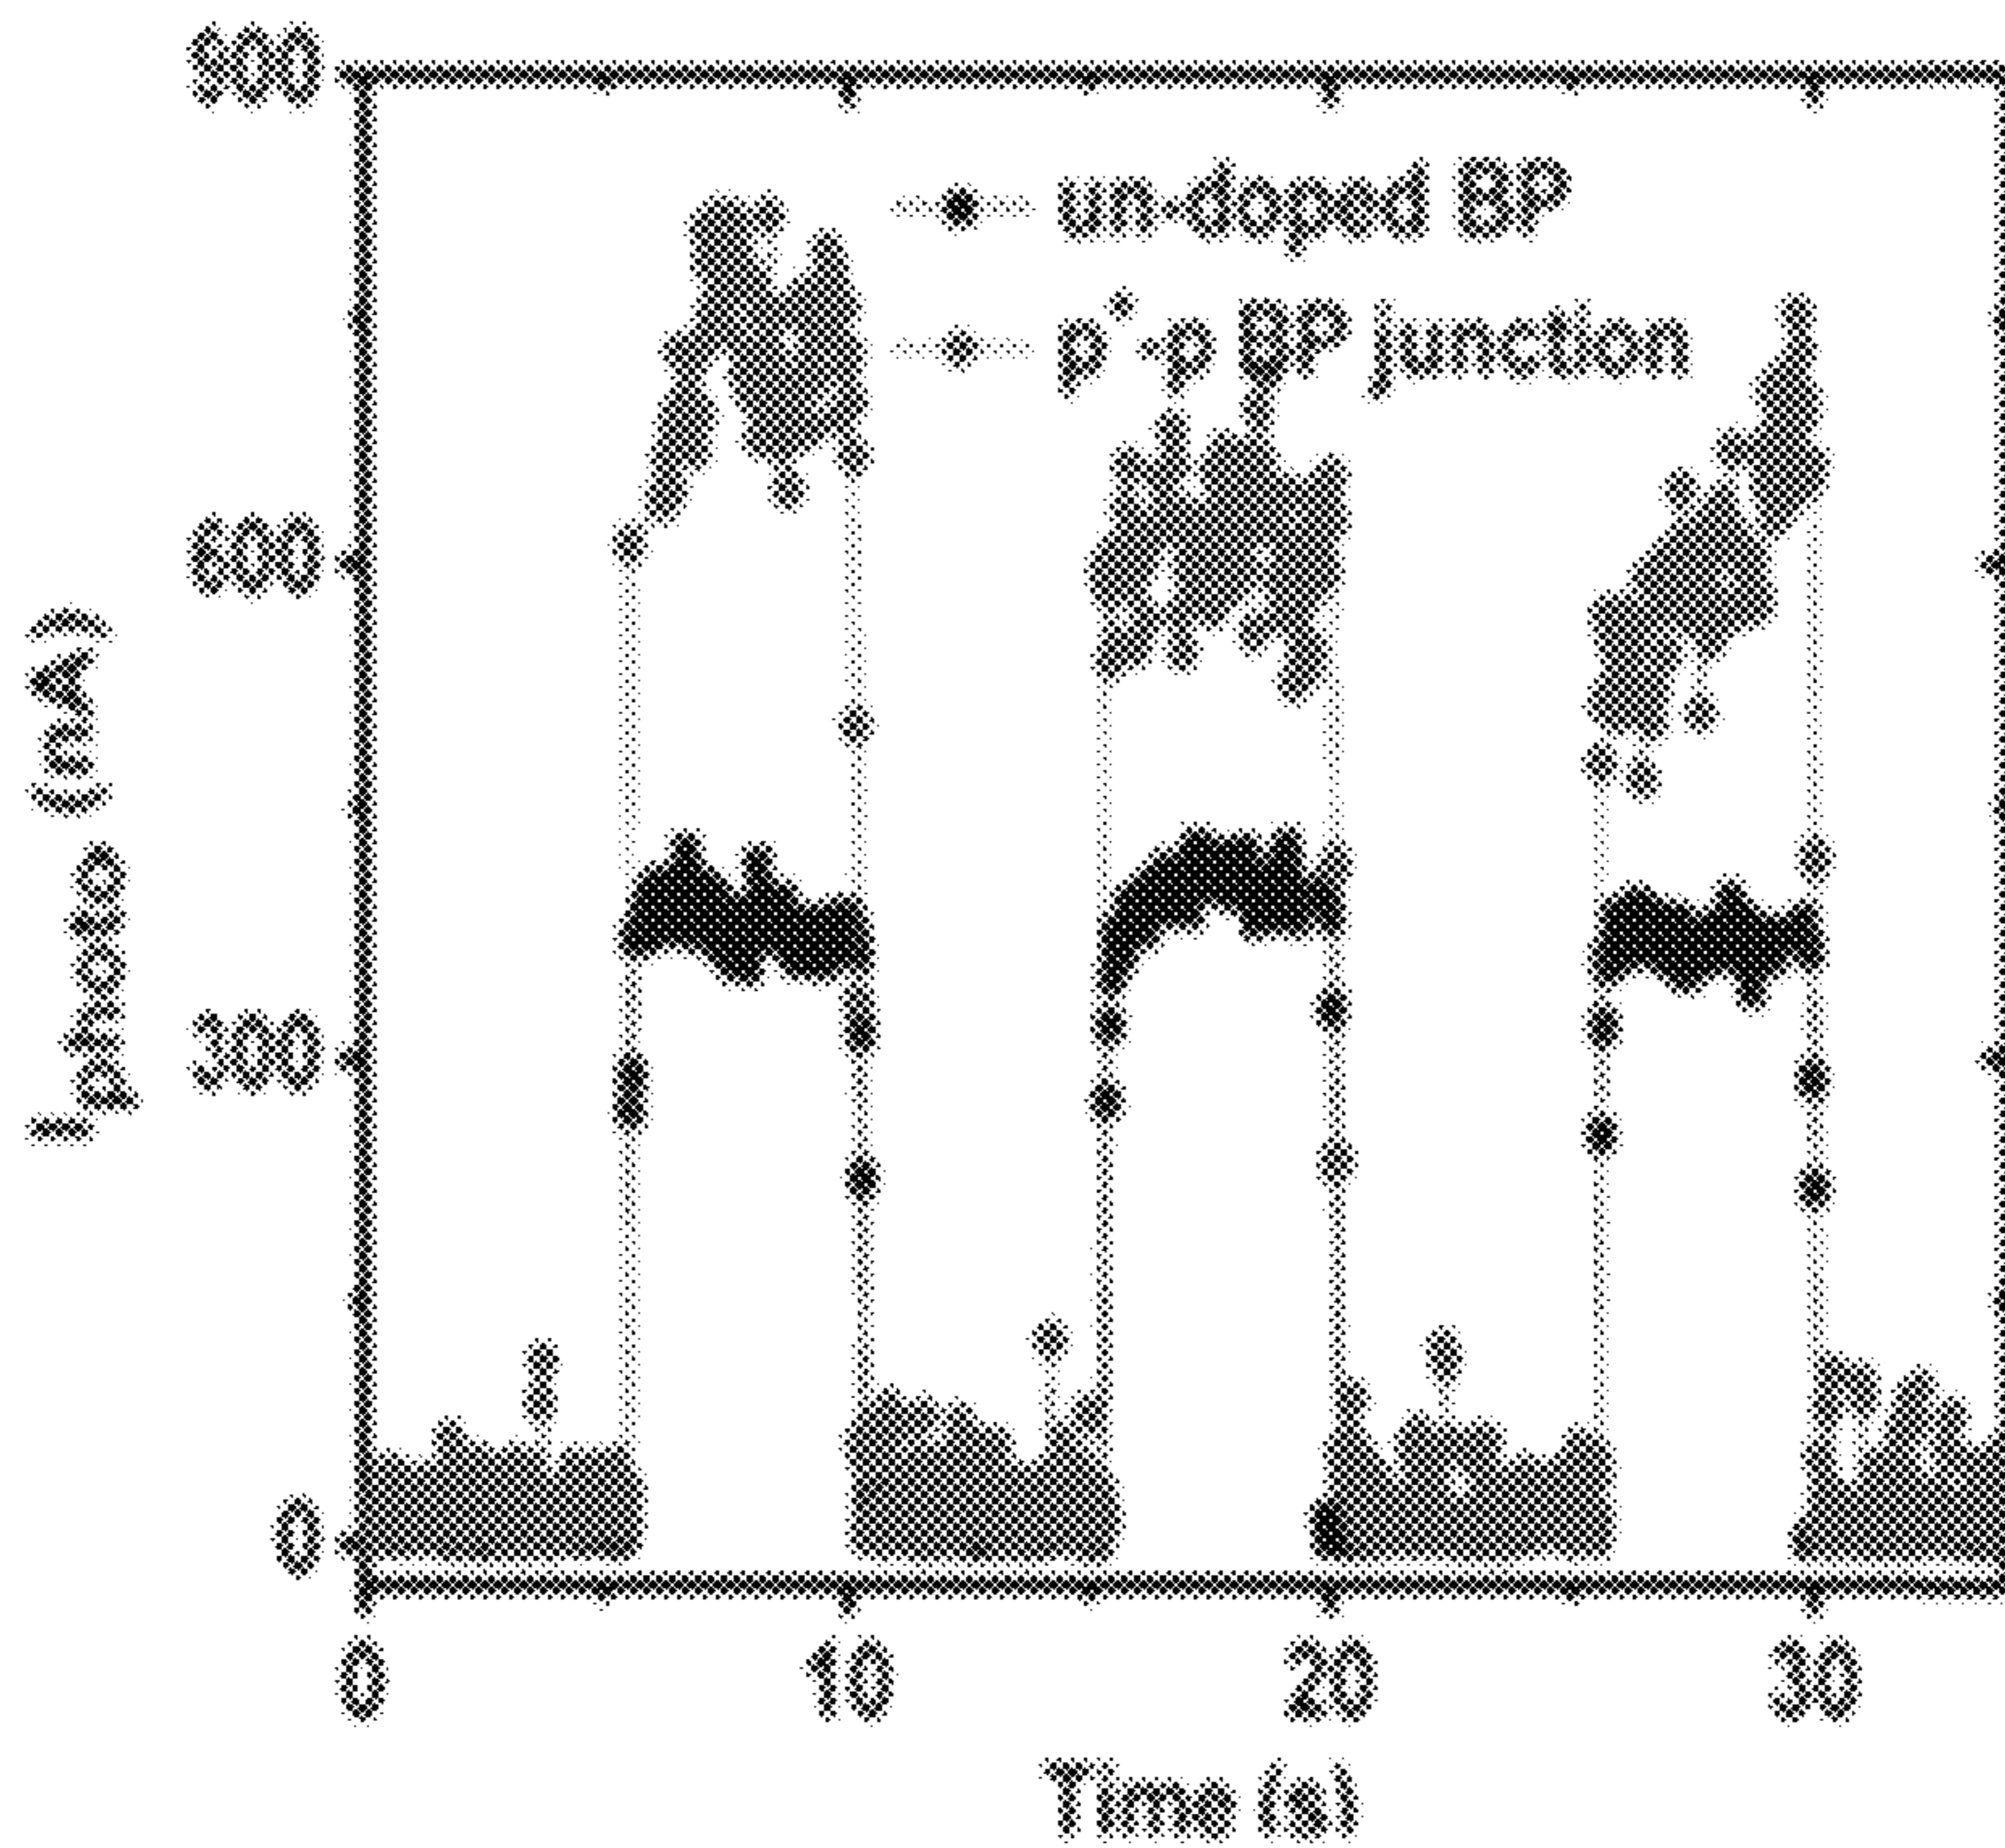 900
un-doped BP
p⁺-p BP junction
600
300
0
I_photo (nA)
0 10 20 30
Time (s)